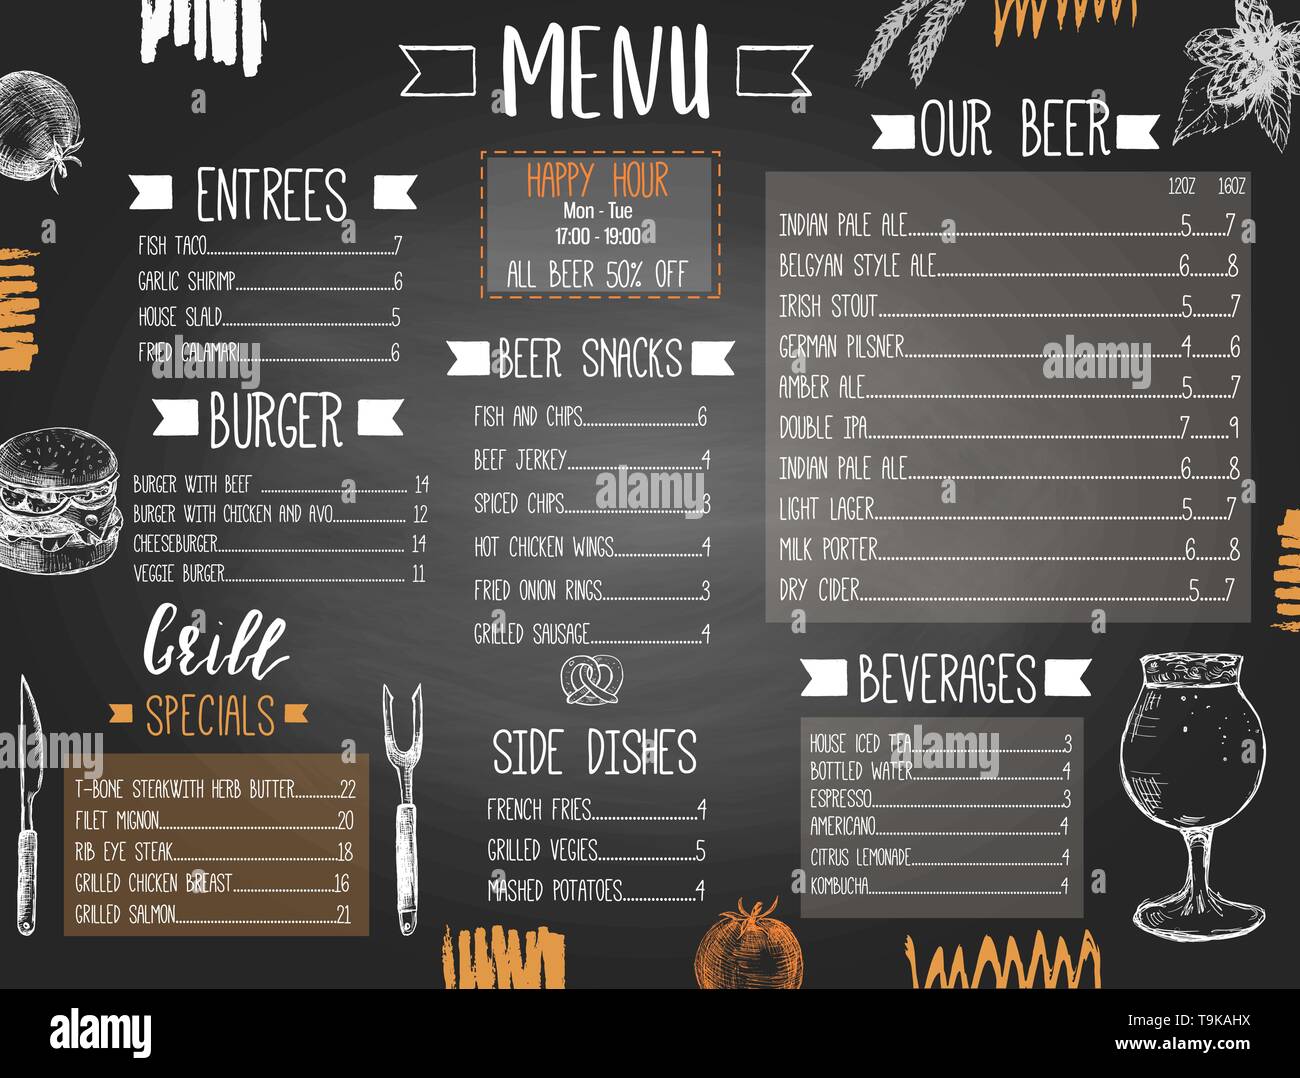 MENU
ENTREES
FISH TACO 7
GARLIC SHIRIMP 6
HOUSE SLALD 5
FRIED CALAMARI 6
BURGER
BURGER WITH BEEF 14
BURGER WITH CHICKEN AND AVO 12
CHEESEBURGER 14
VEGGIE BURGER 11
Grill
SPECIALS
T-BONE STEAKWITH HERB BUTTER 22
FILET MIGNON 20
RIB EYE STEAK 18
GRILLED CHICKEN BREAST 16
GRILLED SALMON 21
HAPPY HOUR
Mon - Tue
17:00 - 19:00
ALL BEER 50% OFF
BEER SNACKS
FISH AND CHIPS 6
BEEF JERKEY 4
SPICED CHIPS 3
HOT CHICKEN WINGS 4
FRIED ONION RINGS 3
GRILLED SAUSAGE 4
SIDE DISHES
FRENCH FRIES 4
GRILLED VEGIES 5
MASHED POTATOES 4
OUR BEER
12OZ 16OZ
INDIAN PALE ALE 5 7
BELGYAN STYLE ALE 6 8
IRISH STOUT 5 7
GERMAN PILSNER 4 6
AMBER ALE 5 7
DOUBLE IPA 7 9
INDIAN PALE ALE 6 8
LIGHT LAGER 5 7
MILK PORTER 6 8
DRY CIDER 5 7
BEVERAGES
HOUSE ICED TEA 3
BOTTLED WATER 4
ESPRESSO 3
AMERICANO 4
CITRUS LEMONADE 4
KOMBUCHA 4
alamy
Image ID: T9KAHX
www.alamy.com